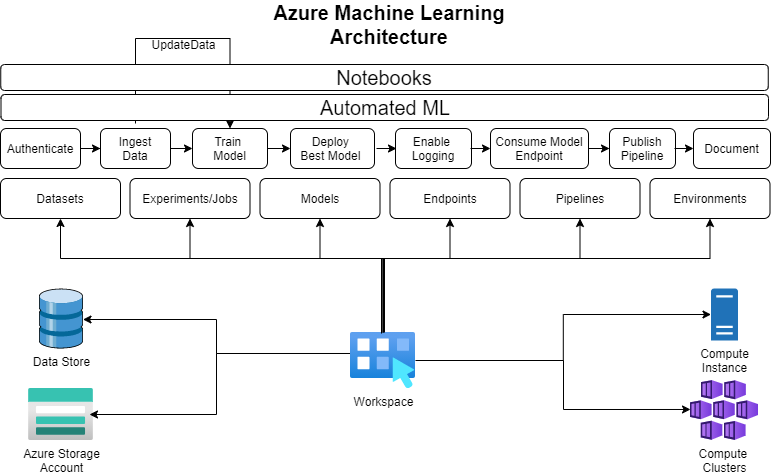 Azure Machine Learning
Architecture
UpdateData
Notebooks
Automated ML
Authenticate
Ingest
Data
Train
Model
Deploy
Best Model
Enable
Logging
Consume Model
Endpoint
Publish
Pipeline
Document
Datasets
Experiments/Jobs
Models
Endpoints
Pipelines
Environments
Data Store
Workspace
Compute
Instance
Azure Storage
Account
Compute
Clusters